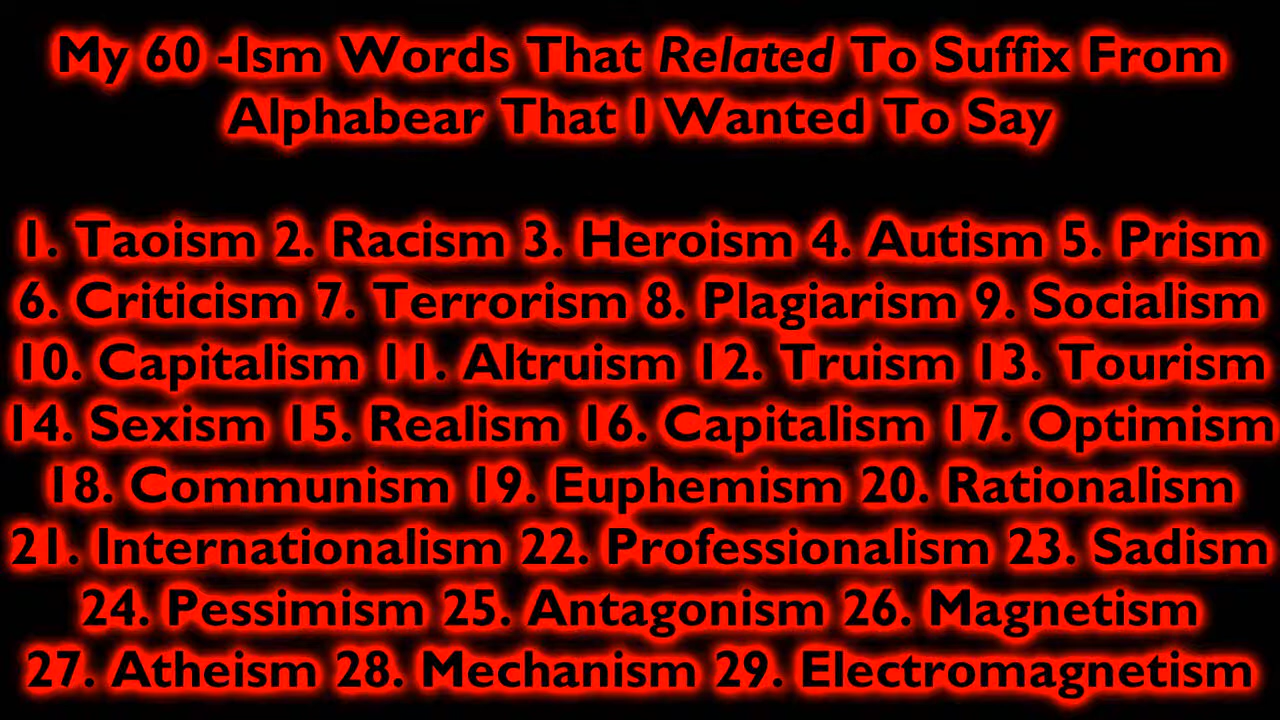 My 60 -Ism Words That Related To Suffix From
Alphabear That I Wanted To Say
1. Taoism 2. Racism 3. Heroism 4. Autism 5. Prism
6. Criticism 7. Terrorism 8. Plagiarism 9. Socialism
10. Capitalism 11. Altruism 12. Truism 13. Tourism
14. Sexism 15. Realism 16. Capitalism 17. Optimism
18. Communism 19. Euphemism 20. Rationalism
21. Internationalism 22. Professionalism 23. Sadism
24. Pessimism 25. Antagonism 26. Magnetism
27. Atheism 28. Mechanism 29. Electromagnetism